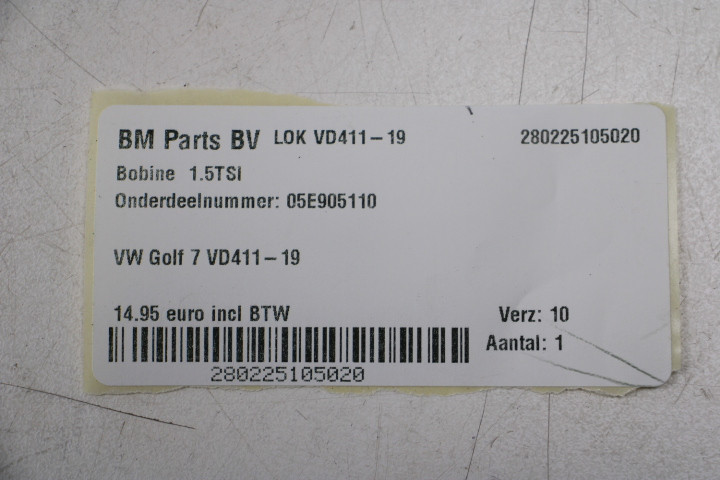 BM Parts BV LOK VD411-19 280225105020
Bobine 1.5TSI
Onderdeelnummer: 05E905110
VW Golf 7 VD411-19
14.95 euro incl BTW Verz: 10
Aantal: 1
280225105020